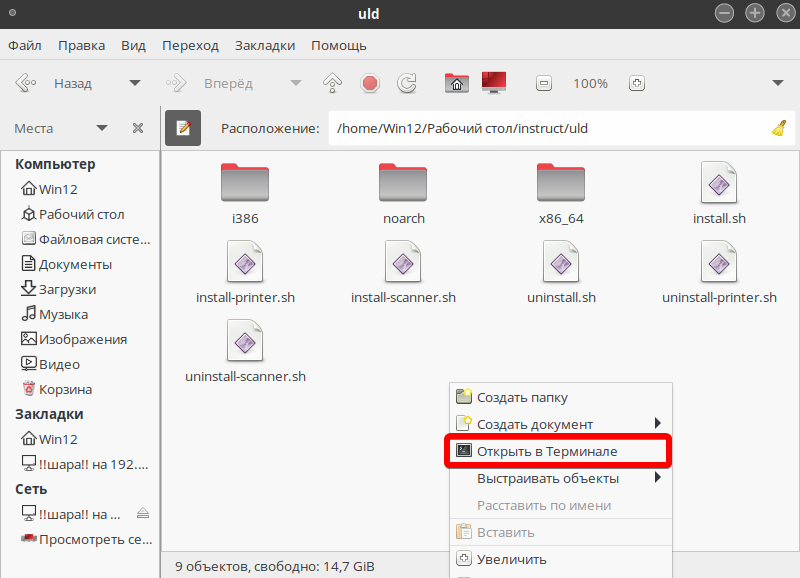 uld
Файл Правка Вид Переход Закладки Помощь
Назад Вперёд 100%
Места Расположение: /home/Win12/Рабочий стол/instruct/uld
Компьютер
Win12
Рабочий стол
Файловая систе...
Документы
Загрузки
Музыка
Изображения
Видео
Корзина
Закладки
Win12
!!шара!! на 192....
Сеть
!!шара!! на ...
Просмотреть се...
i386 noarch x86_64 install.sh
install-printer.sh install-scanner.sh uninstall.sh uninstall-printer.sh
uninstall-scanner.sh
Создать папку
Создать документ
Открыть в Терминале
Выстраивать объекты
Расставить по имени
Вставить
Увеличить
9 объектов, свободно: 14,7 GiB